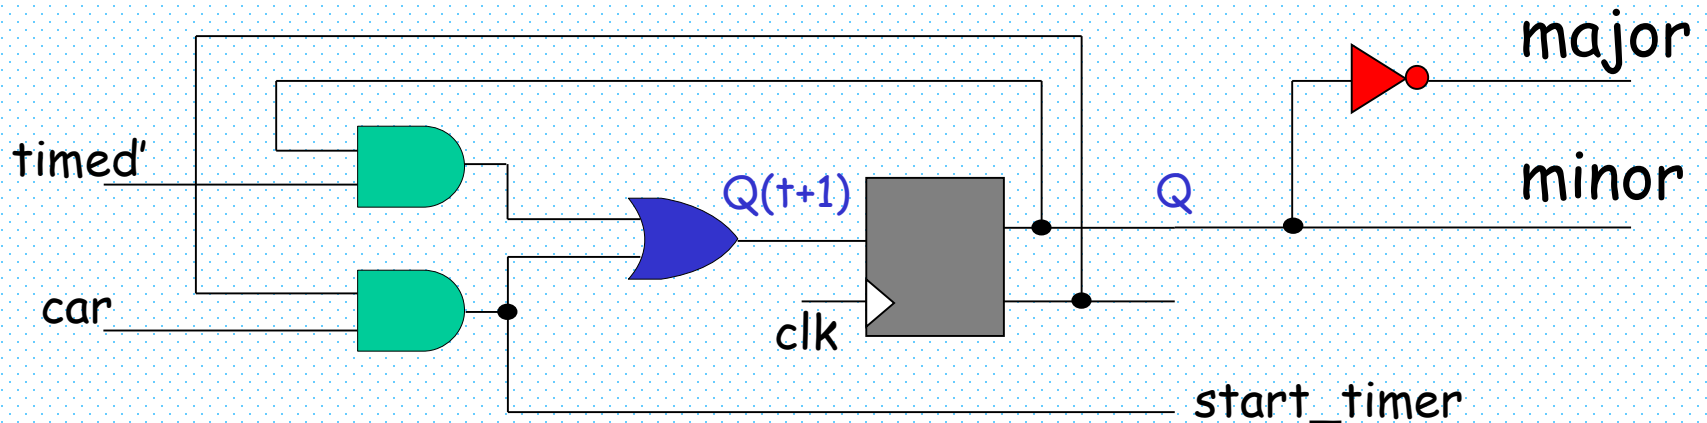 major
timed’
minor
Q(t+1)
Q
car
clk
start_timer